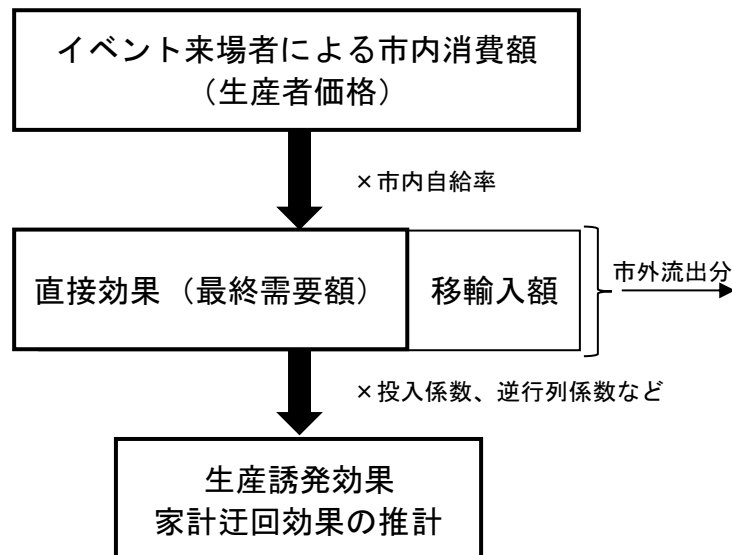 イベント来場者による市内消費額
（生産者価格）
×市内自給率
直接効果（最終需要額）
移輸入額
市外流出分
×投入係数、逆行列係数など
生産誘発効果
家計迂回効果の推計